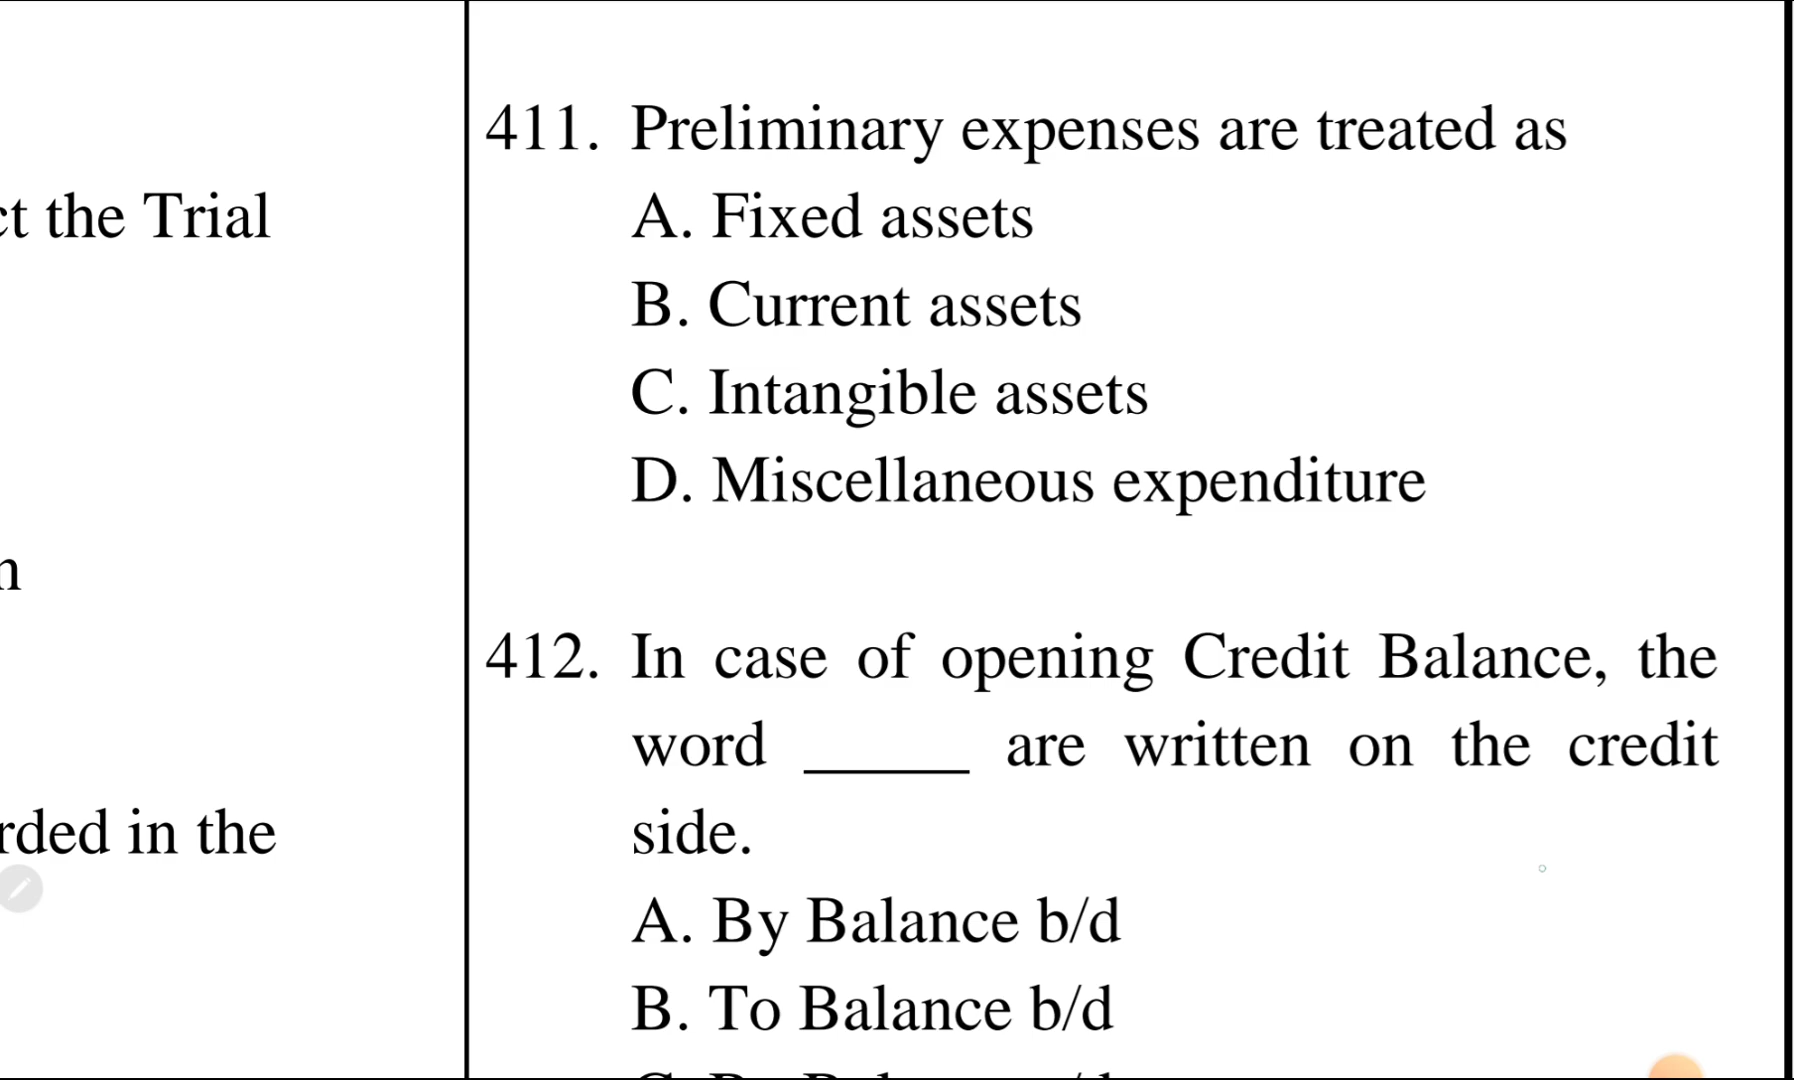 ct the Trial
n
rded in the
411. Preliminary expenses are treated as
A. Fixed assets
B. Current assets
C. Intangible assets
D. Miscellaneous expenditure
412. In case of opening Credit Balance, the
word ______ are written on the credit
side.
A. By Balance b/d
B. To Balance b/d